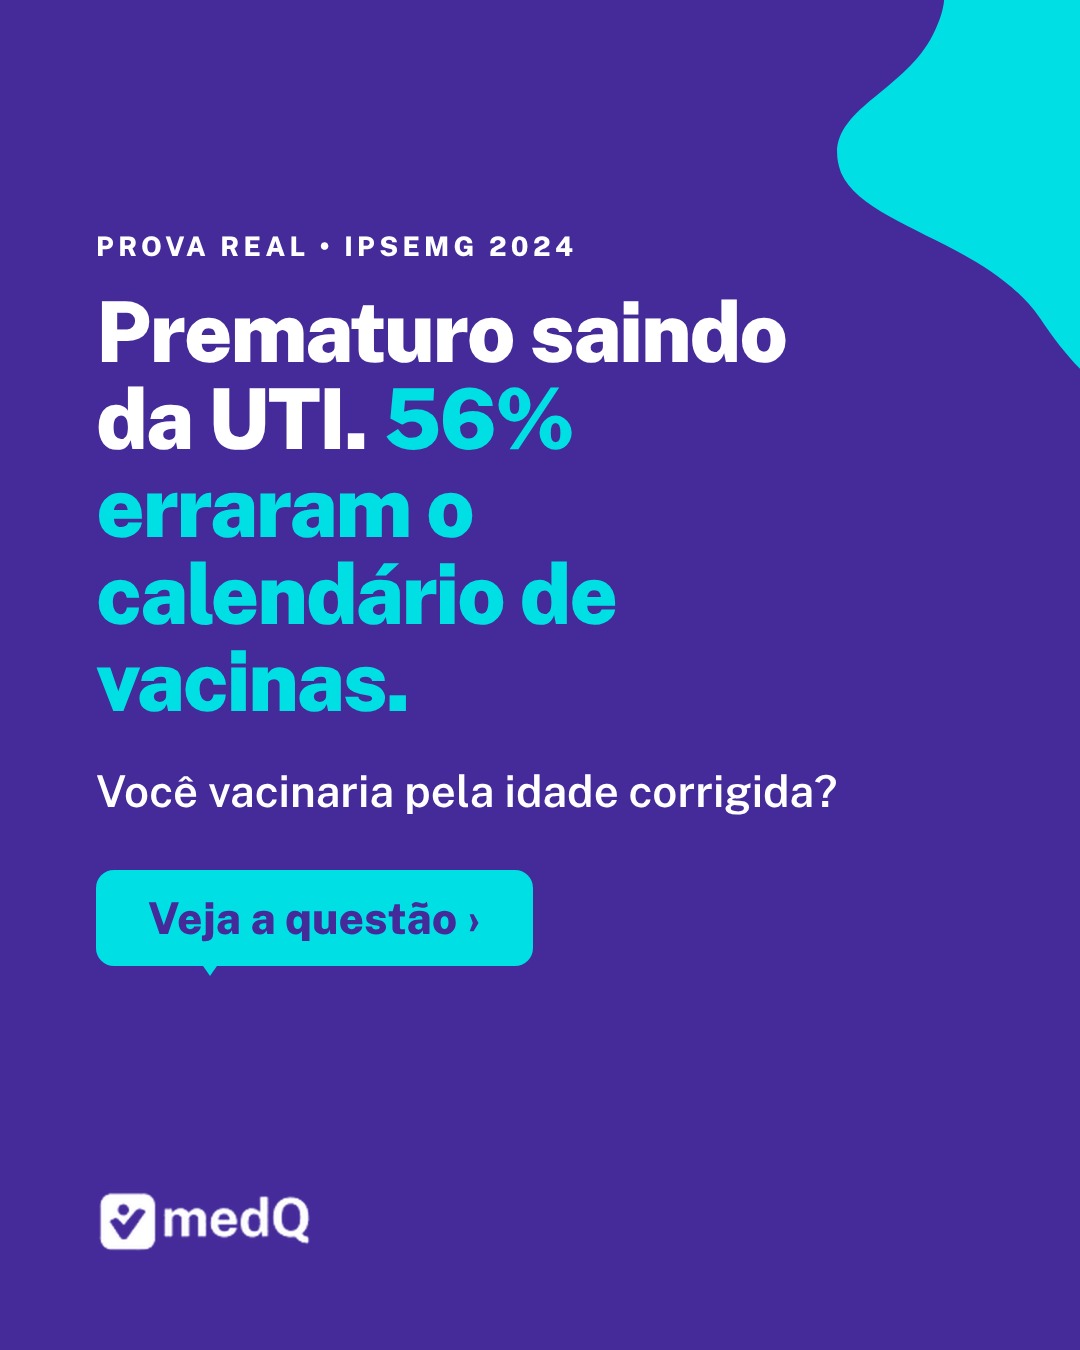 PROVA REAL • IPSEMG 2024
Prematuro saindo
da UTI. 56%
erraram o
calendário de
vacinas.
Você vacinaria pela idade corrigida?
Veja a questão ›
medQ